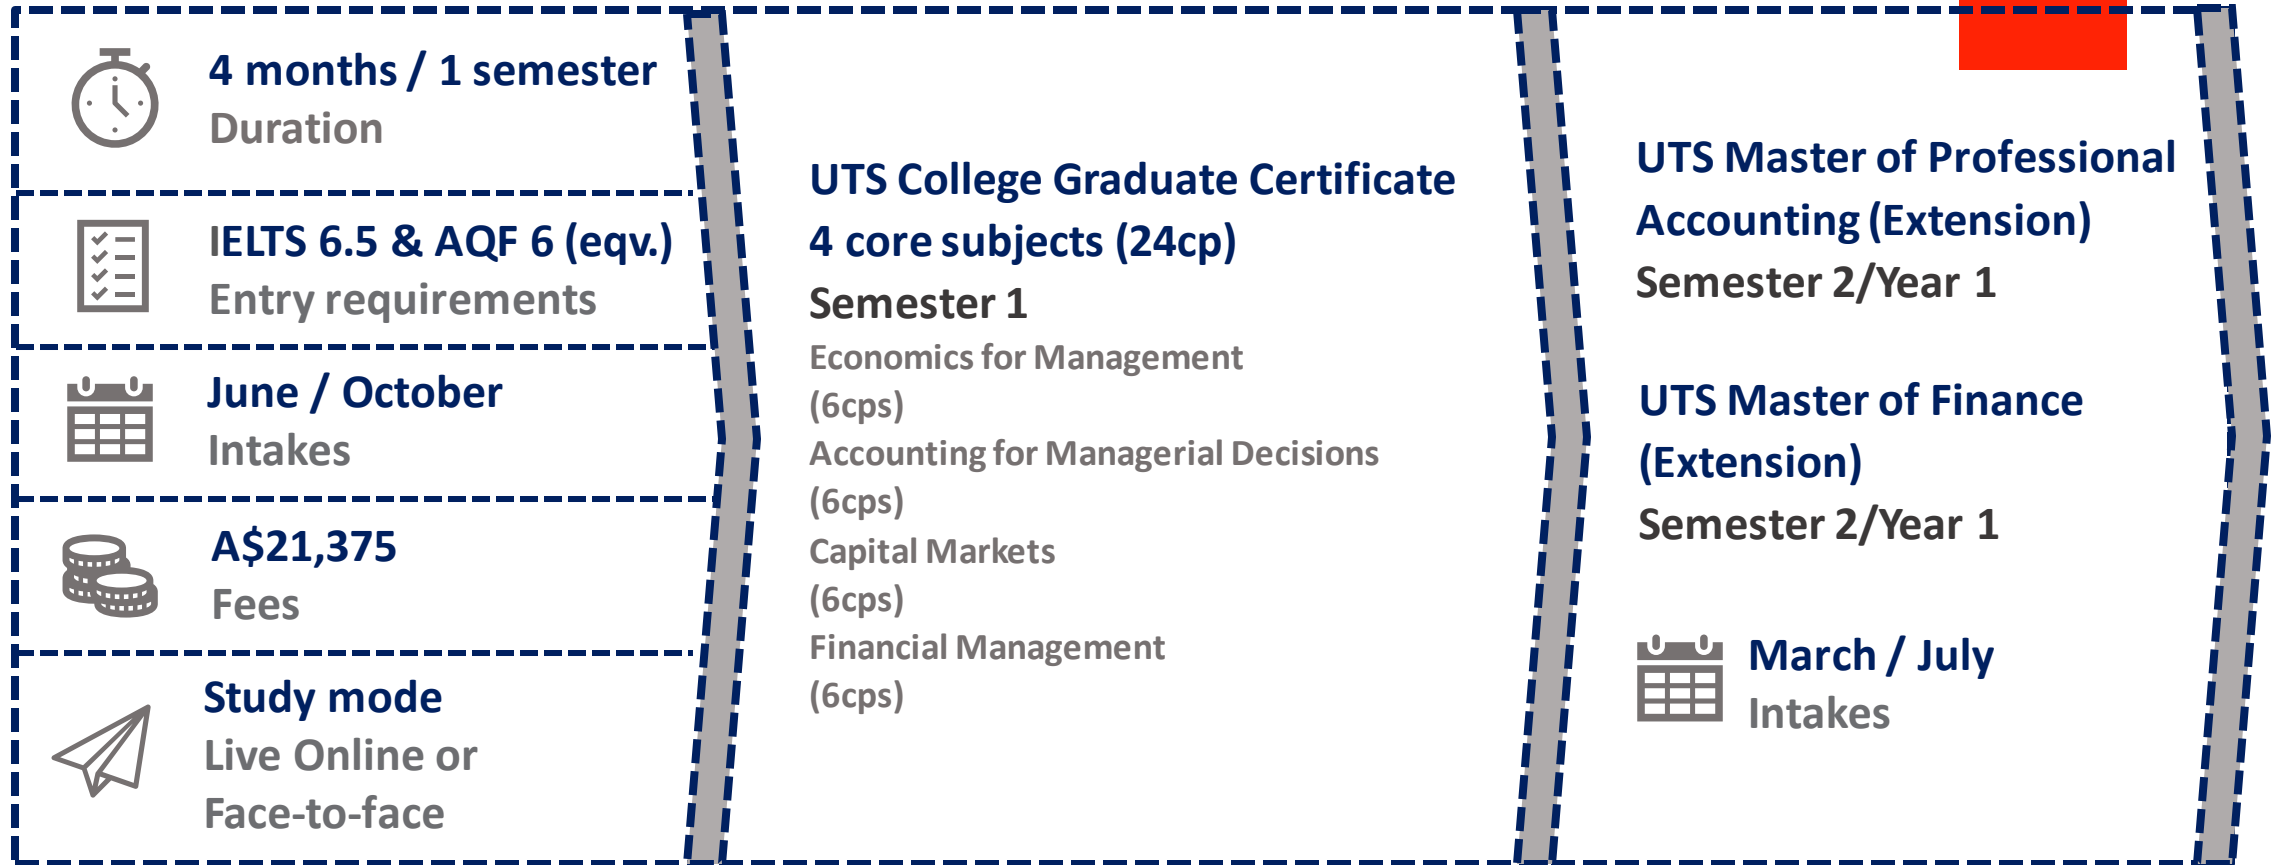 4 months / 1 semester
Duration
IELTS 6.5 & AQF 6 (eqv.)
Entry requirements
June / October
Intakes
A$21,375
Fees
Study mode
Live Online or
Face-to-face
UTS College Graduate Certificate
4 core subjects (24cp)
Semester 1
Economics for Management
(6cps)
Accounting for Managerial Decisions
(6cps)
Capital Markets
(6cps)
Financial Management
(6cps)
UTS Master of Professional
Accounting (Extension)
Semester 2/Year 1
UTS Master of Finance
(Extension)
Semester 2/Year 1
March / July
Intakes